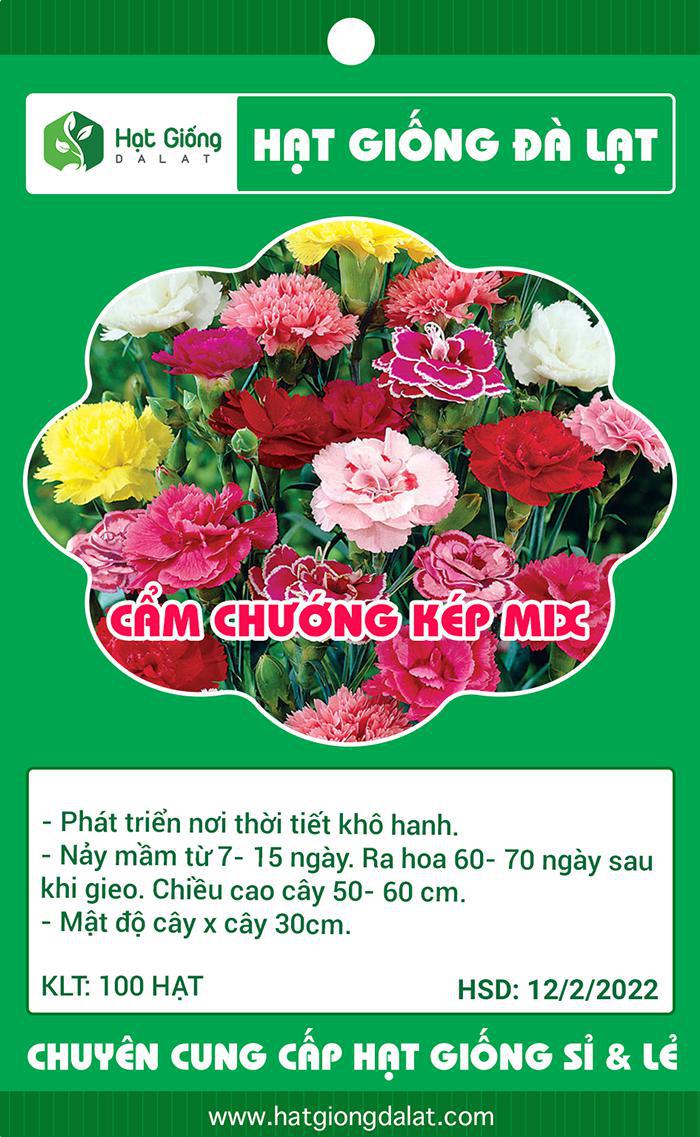 Hạt Giống
DALAT
HẠT GIỐNG ĐÀ LẠT
CẨM CHƯỚNG KÉP MIX
- Phát triển nơi thời tiết khô hanh.
- Nảy mầm từ 7- 15 ngày. Ra hoa 60- 70 ngày sau
khi gieo. Chiều cao cây 50- 60 cm.
- Mật độ cây x cây 30cm.
KLT: 100 HẠT
HSD: 12/2/2022
CHUYÊN CUNG CẤP HẠT GIỐNG SỈ & LẺ
www.hatgiongdalat.com